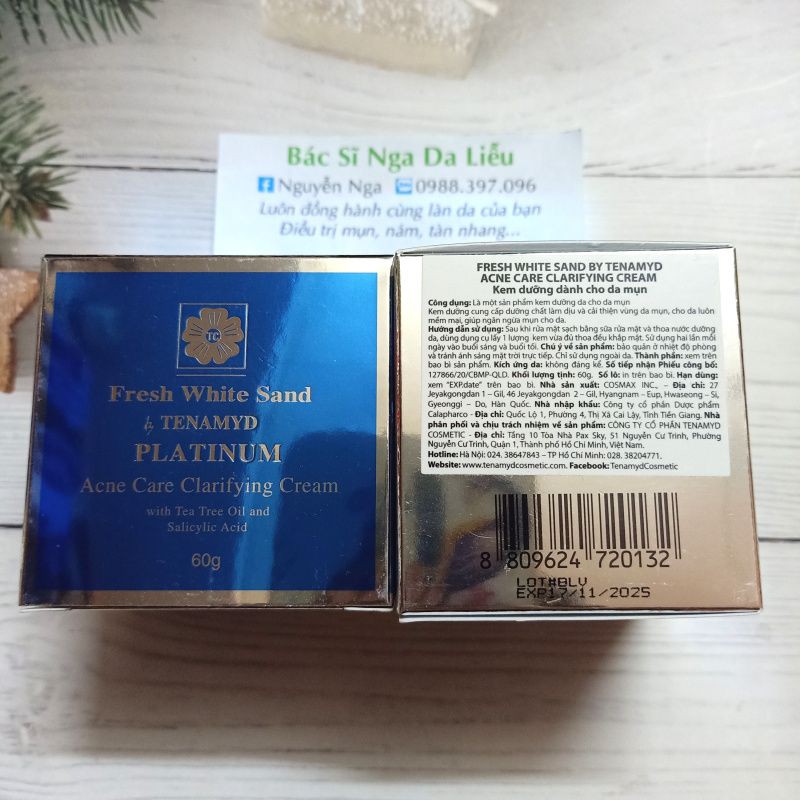 Bác Sĩ Nga Da Liễu
Nguyễn Nga 0988.397.096
Luôn đồng hành cùng làn da của bạn
Điều trị mụn, nám, tàn nhang...
TC
Fresh White Sand
by TENAMYD
PLATINUM
Acne Care Clarifying Cream
with Tea Tree Oil and
Salicylic Acid
60g
FRESH WHITE SAND BY TENAMYD
ACNE CARE CLARIFYING CREAM
Kem dưỡng dành cho da mụn
Công dụng: Là một sản phẩm kem dưỡng da cho da mụn
Kem dưỡng cung cấp dưỡng chất làm dịu và cải thiện vùng da mụn, cho da luôn
mềm mại, giúp ngăn ngừa mụn cho da.
Hướng dẫn sử dụng: Sau khi rửa mặt sạch bằng sữa rửa mặt và thoa nước dưỡng
da, dùng dụng cụ lấy 1 lượng kem vừa đủ thoa đều khắp mặt. Sử dụng hai lần mỗi
ngày vào buổi sáng và buổi tối. Chú ý về sản phẩm: bảo quản ở nhiệt độ phòng
và tránh ánh sáng mặt trời trực tiếp. Chỉ sử dụng ngoài da. Thành phần: xem trên
bao bì sản phẩm. Kích ứng da: không đáng kể. Số tiếp nhận Phiếu công bố:
127866/20/CBMP-QLD. Khối lượng tịnh: 60g. Số lô: in trên bao bì. Hạn dùng:
xem "EXPdate" trên bao bì. Nhà sản xuất: COSMAX INC., – Địa chỉ: 27
Jeyakgongdan 1 – Gil, 46 Jeyakgongdan 2 – Gil, Hyangnam – Eup, Hwaseong – Si,
Gyeonggi – Do, Hàn Quốc. Nhà nhập khẩu: Công ty cổ phần Dược phẩm
Calapharco - Địa chỉ: Quốc Lộ 1, Phường 4, Thị Xã Cai Lậy, Tỉnh Tiền Giang. Nhà
phân phối và chịu trách nhiệm về sản phẩm: CÔNG TY CỔ PHẦN TENAMYD
COSMETIC - Địa chỉ: Tầng 10 Tòa Nhà Pax Sky, 51 Nguyễn Cư Trinh, Phường
Nguyễn Cư Trinh, Quận 1, Thành phố Hồ Chí Minh, Việt Nam.
Hotline: Hà Nội: 024. 38647843 – TP Hồ Chí Minh: 028. 38204771.
Website: www.tenamydcosmetic.com. Facebook: TenamydCosmetic
8 809624 720132
LOT#BLV
EXP17/11/2025